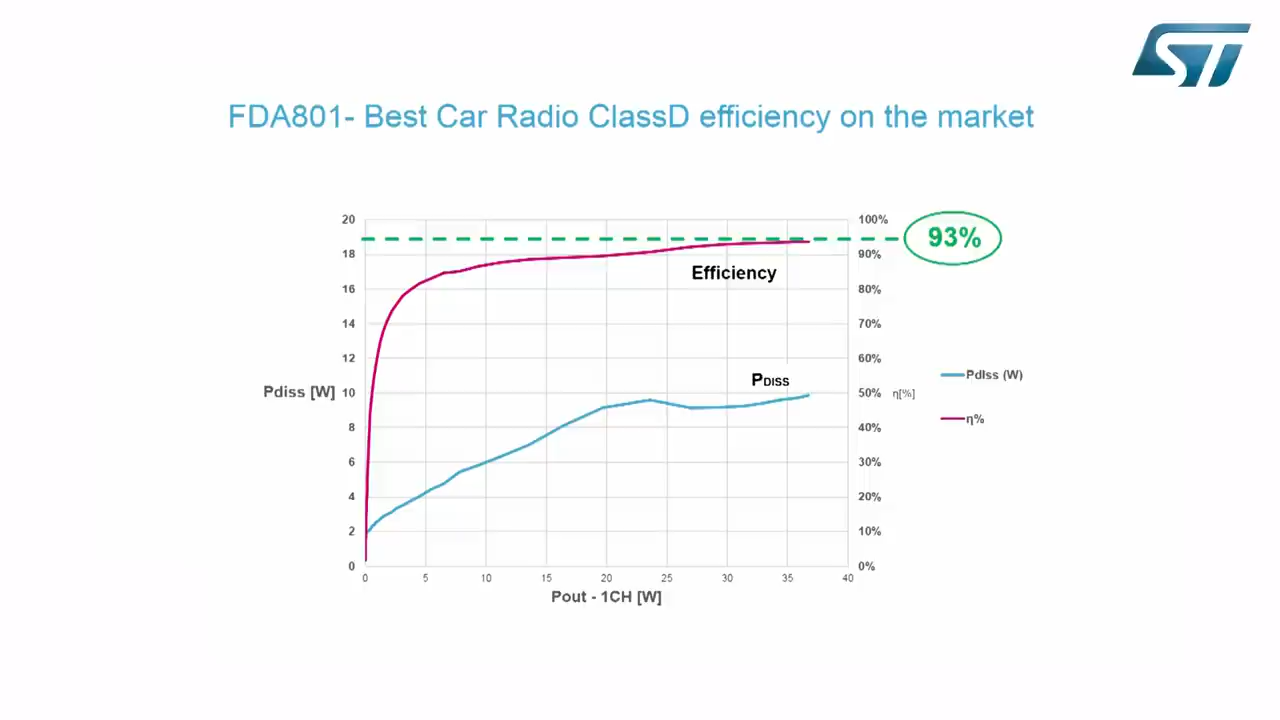 ST
FDA801- Best Car Radio ClassD efficiency on the market
20 100%
93%
18 90%
Efficiency
16 80%
14 70%
12 60%
PDISS
PdIss (W)
Pdiss [W] 10 50% η[%]
η%
8 40%
6 30%
4 20%
2 10%
0 0%
0 5 10 15 20 25 30 35 40
Pout - 1CH [W]